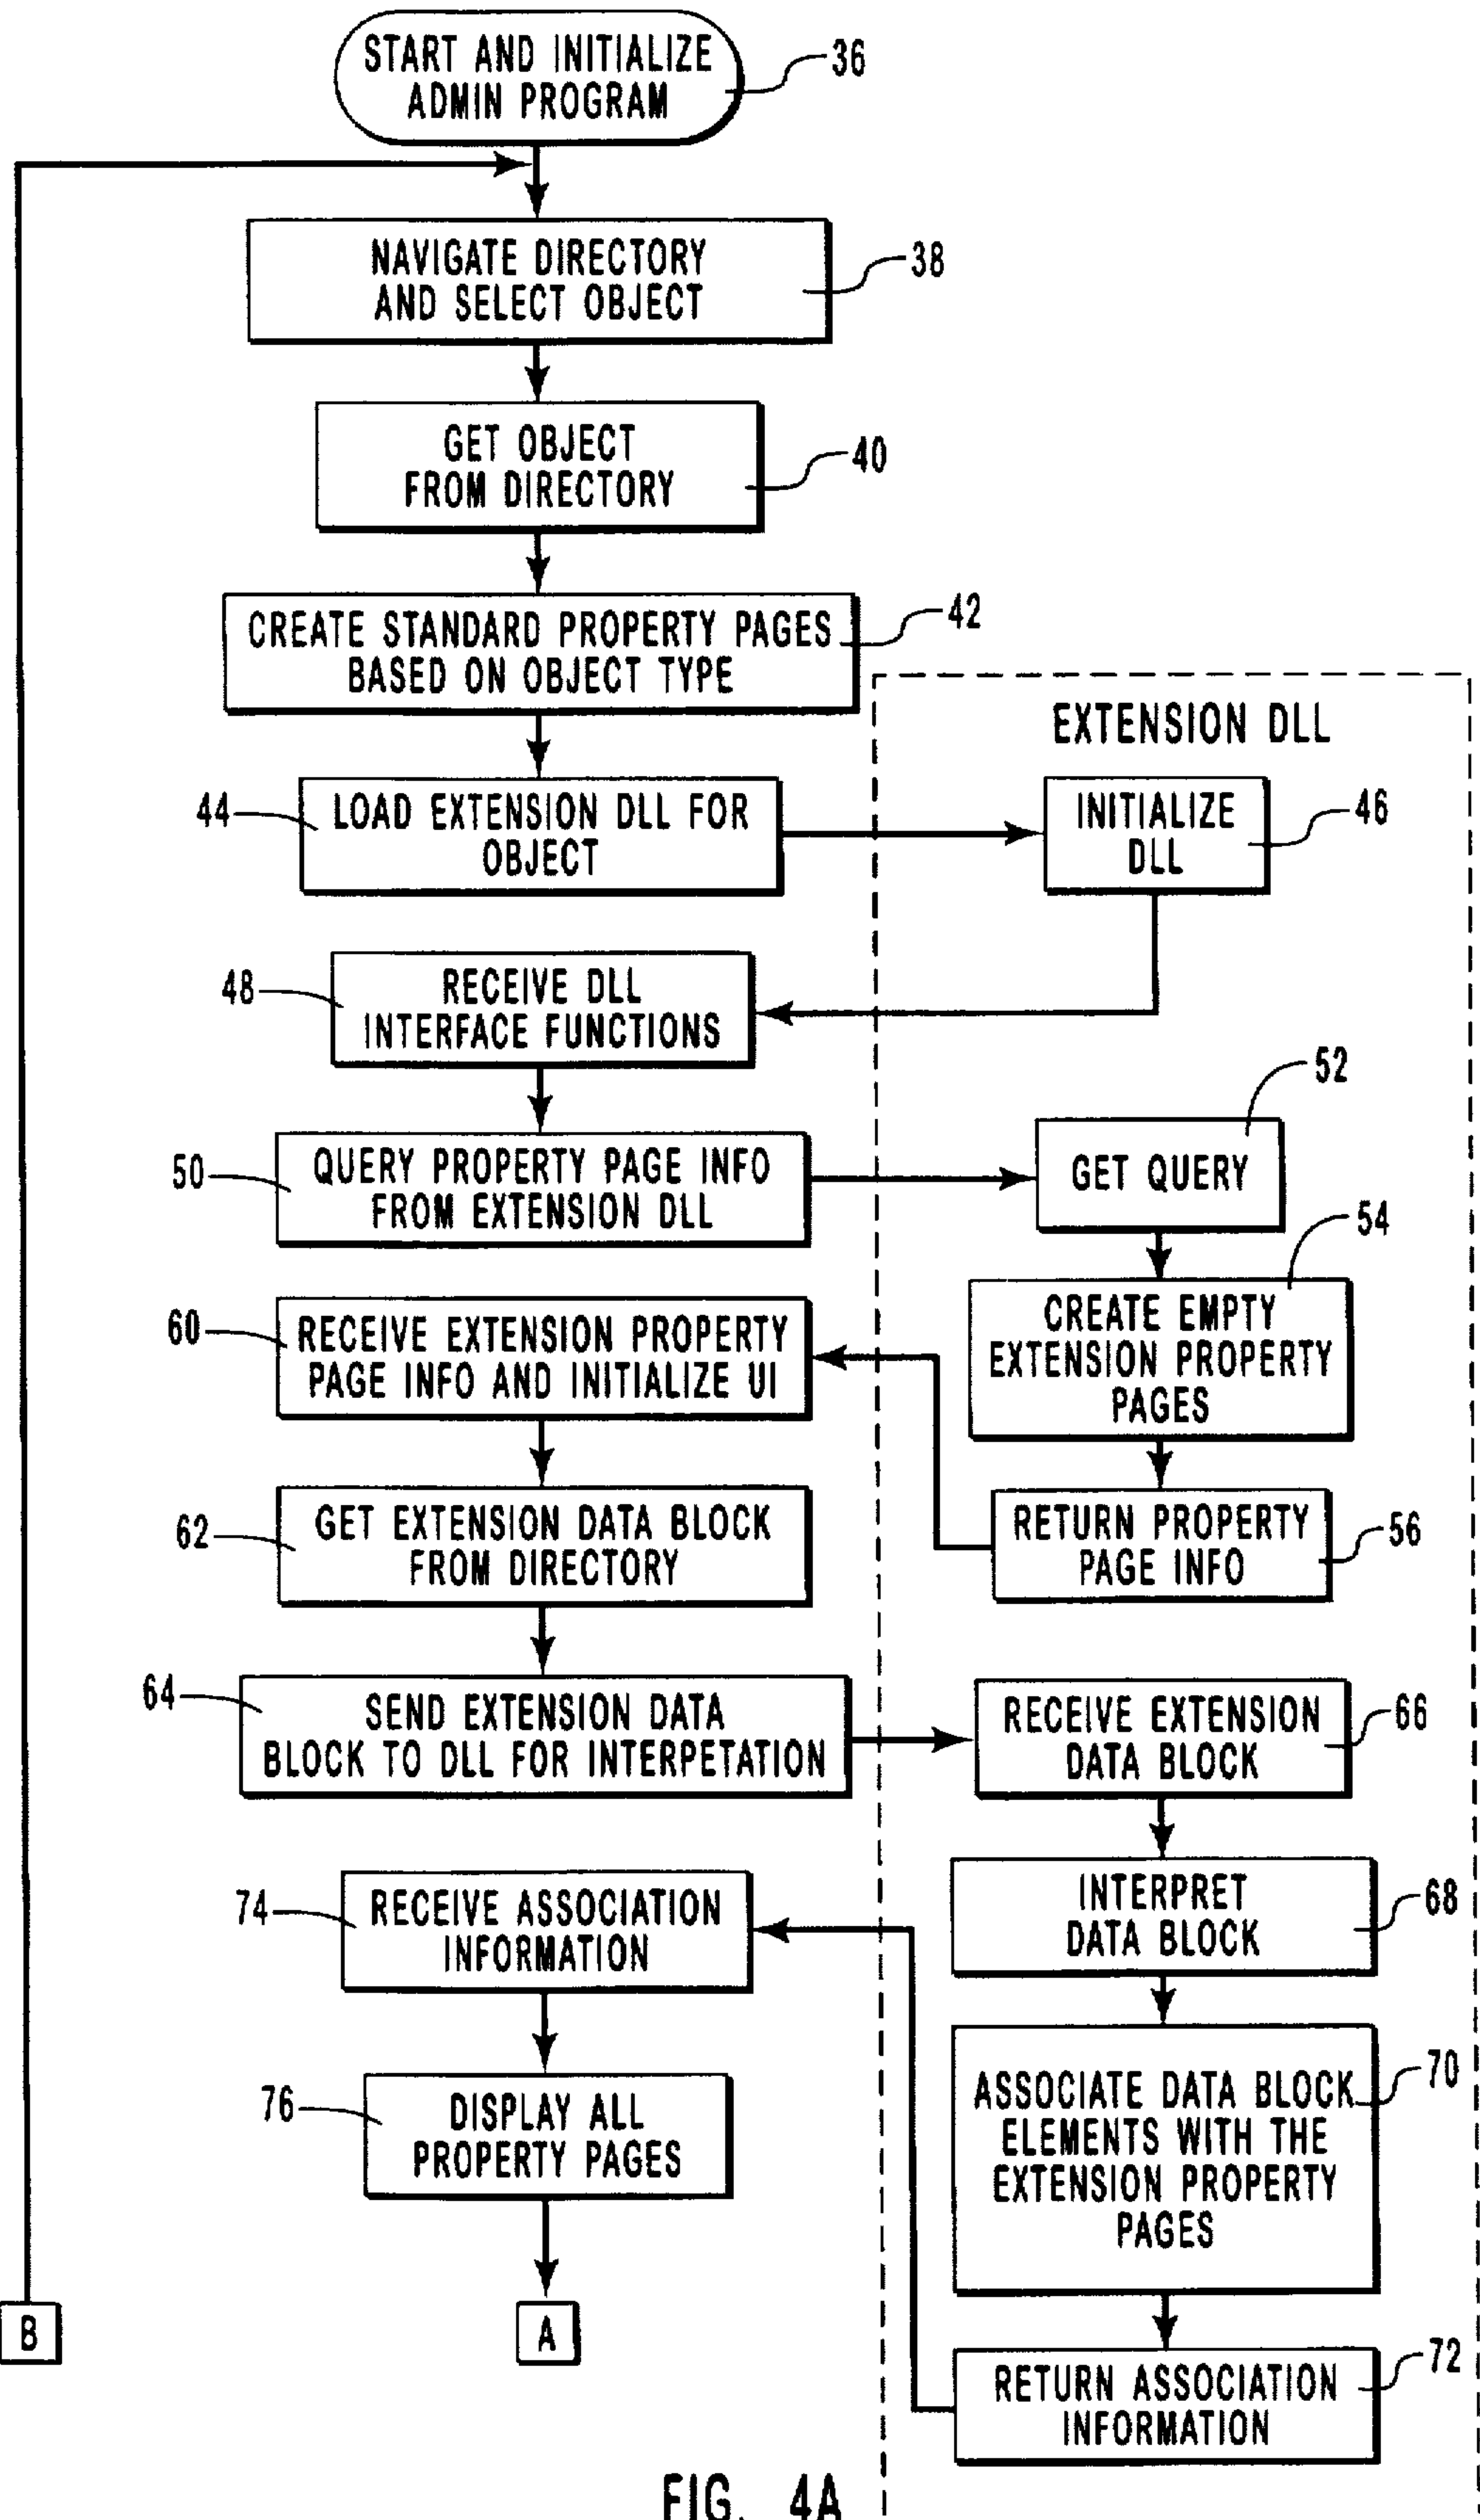 START AND INITIALIZE
ADMIN PROGRAM
36
NAVIGATE DIRECTORY
AND SELECT OBJECT
38
GET OBJECT
FROM DIRECTORY
40
CREATE STANDARD PROPERTY PAGES
BASED ON OBJECT TYPE
42
EXTENSION DLL
44
LOAD EXTENSION DLL FOR
OBJECT
INITIALIZE
DLL
46
48
RECEIVE DLL
INTERFACE FUNCTIONS
50
QUERY PROPERTY PAGE INFO
FROM EXTENSION DLL
52
GET QUERY
54
CREATE EMPTY
EXTENSION PROPERTY
PAGES
60
RECEIVE EXTENSION PROPERTY
PAGE INFO AND INITIALIZE UI
RETURN PROPERTY
PAGE INFO
56
62
GET EXTENSION DATA BLOCK
FROM DIRECTORY
64
SEND EXTENSION DATA
BLOCK TO DLL FOR INTERPETATION
RECEIVE EXTENSION
DATA BLOCK
66
INTERPRET
DATA BLOCK
68
74
RECEIVE ASSOCIATION
INFORMATION
ASSOCIATE DATA BLOCK
ELEMENTS WITH THE
EXTENSION PROPERTY
PAGES
70
76
DISPLAY ALL
PROPERTY PAGES
B
A
RETURN ASSOCIATION
INFORMATION
72
FIG. 4A